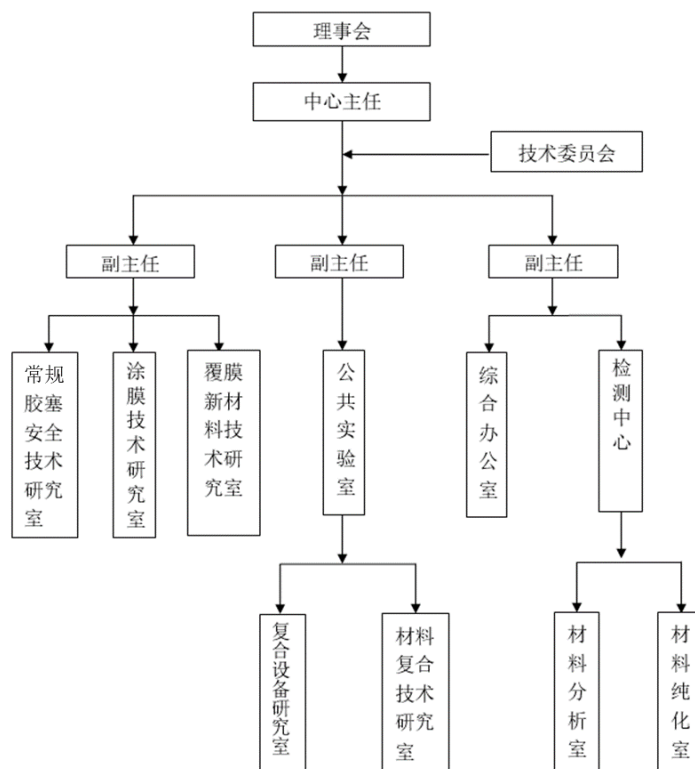 理事会
中心主任
技术委员会
副主任
副主任
副主任
常规
胶塞
安全
技术
研究
室
涂膜技术研究室
覆膜
新材
料技
术研
究室
公共实验室
综合办公室
检测中心
复合设备研究室
材料
复合
技术
研究
室
材料分析室
材料纯化室